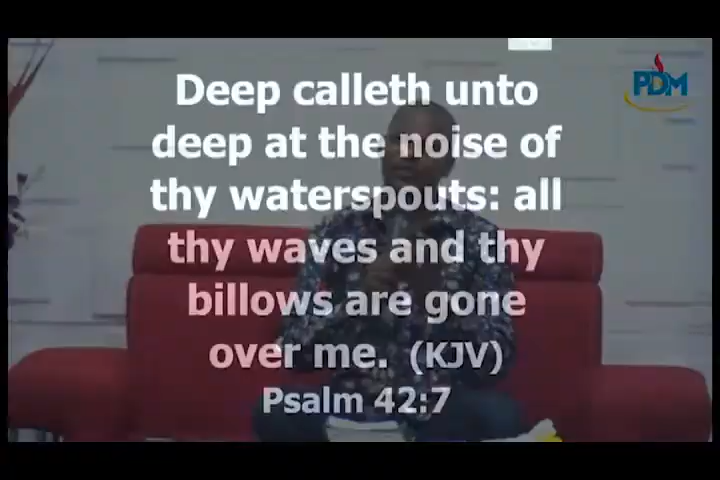 PDM
Deep calleth unto
deep at the noise of
thy waterspouts: all
thy waves and thy
billows are gone
over me. (KJV)
Psalm 42:7